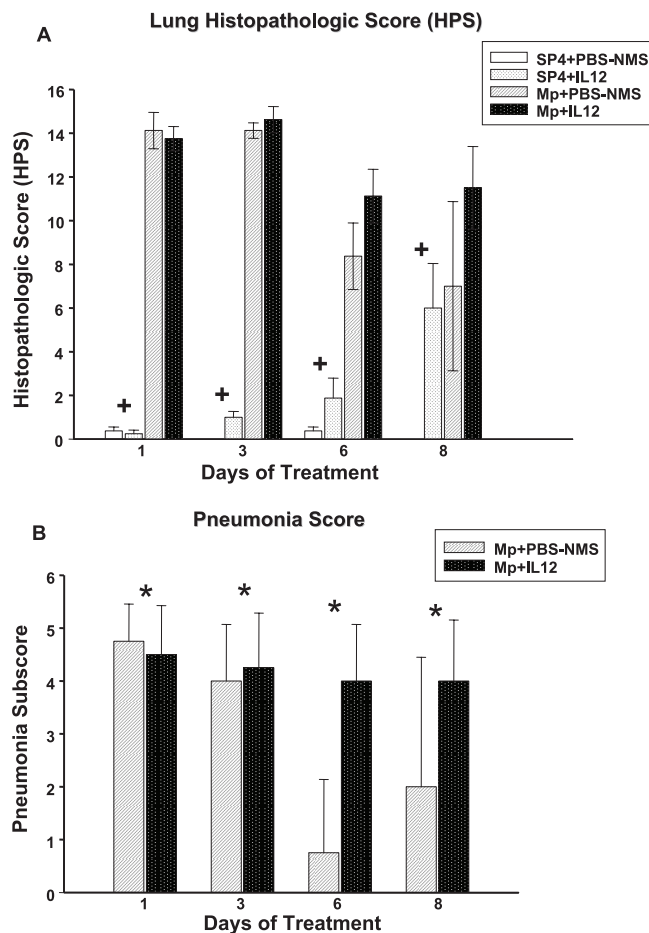 Lung Histopathologic Score (HPS)
A
SP4+PBS-NMS
SP4+IL12
Mp+PBS-NMS
Mp+IL12
Histopathologic Score (HPS)
16
14
12
10
8
6
4
2
0
+
+
+
+
1 3 6 8
Days of Treatment
Pneumonia Score
B
Mp+PBS-NMS
Mp+IL12
Pneumonia Subscore
6
5
4
3
2
1
0
* * * *
1 3 6 8
Days of Treatment